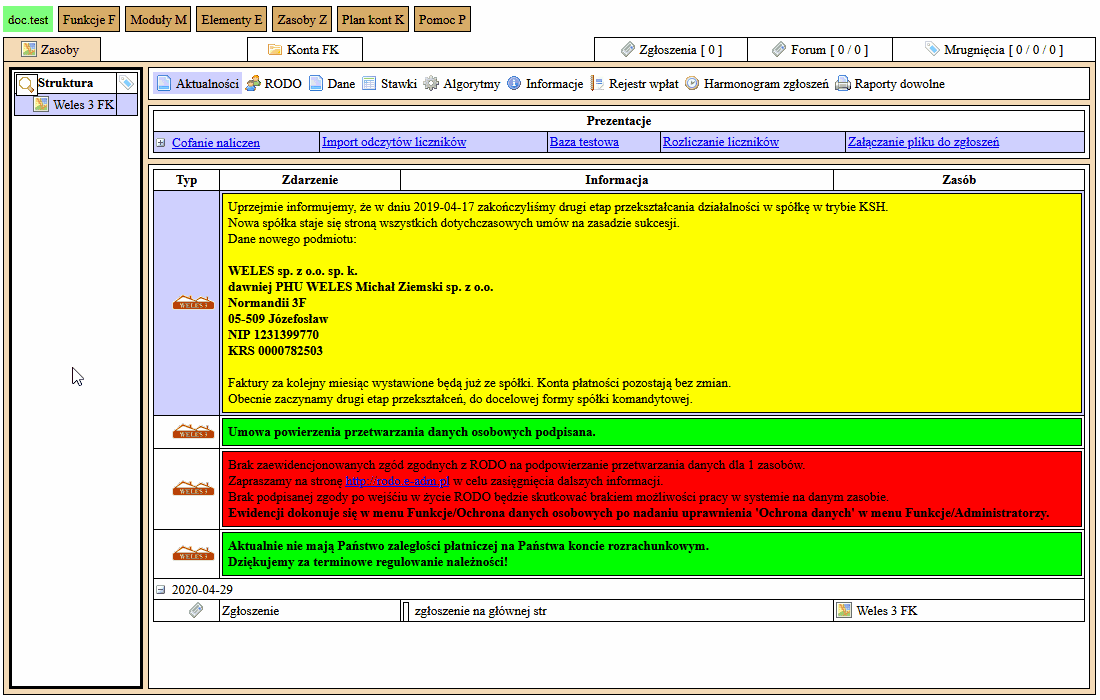 doc.test Funkcje F Moduły M Elementy E Zasoby Z Plan kont K Pomoc P
Zasoby Konta FK Zgłoszenia [ 0 ] Forum [ 0 / 0 ] Mrugnięcia [ 0 / 0 / 0 ]
Struktura
Weles 3 FK
Aktualności RODO Dane Stawki Algorytmy Informacje Rejestr wpłat Harmonogram zgłoszeń Raporty dowolne
Prezentacje
Cofanie naliczen Import odczytów liczników Baza testowa Rozliczanie liczników Załączanie pliku do zgłoszeń
Typ Zdarzenie Informacja Zasób
Uprzejmie informujemy, że w dniu 2019-04-17 zakończyliśmy drugi etap przekształcania działalności w spółkę w trybie KSH.
Nowa spółka staje się stroną wszystkich dotychczasowych umów na zasadzie sukcesji.
Dane nowego podmiotu:
WELES sp. z o.o. sp. k.
dawniej PHU WELES Michał Ziemski sp. z o.o.
Normandii 3F
05-509 Józefosław
NIP 1231399770
KRS 0000782503
WELES 3
Faktury za kolejny miesiąc wystawione będą już ze spółki. Konta płatności pozostają bez zmian.
Obecnie zaczynamy drugi etap przekształceń, do docelowej formy spółki komandytowej.
WELES 3
Umowa powierzenia przetwarzania danych osobowych podpisana.
WELES 3
Brak zaewidencjonowanych zgód zgodnych z RODO na podpowierzanie przetwarzania danych dla 1 zasobów.
Zapraszamy na stronę http://rodo.e-adm.pl w celu zasięgnięcia dalszych informacji.
Brak podpisanej zgody po wejśćiu w życie RODO będzie skutkować brakiem możliwości pracy w systemie na danym zasobie.
Ewidencji dokonuje się w menu Funkcje/Ochrona danych osobowych po nadaniu uprawnienia 'Ochrona danych' w menu Funkcje/Administratorzy.
WELES 3
Aktualnie nie mają Państwo zaległości płatniczej na Państwa koncie rozrachunkowym.
Dziękujemy za terminowe regulowanie należności!
2020-04-29
Zgłoszenie zgłoszenie na głównej str Weles 3 FK